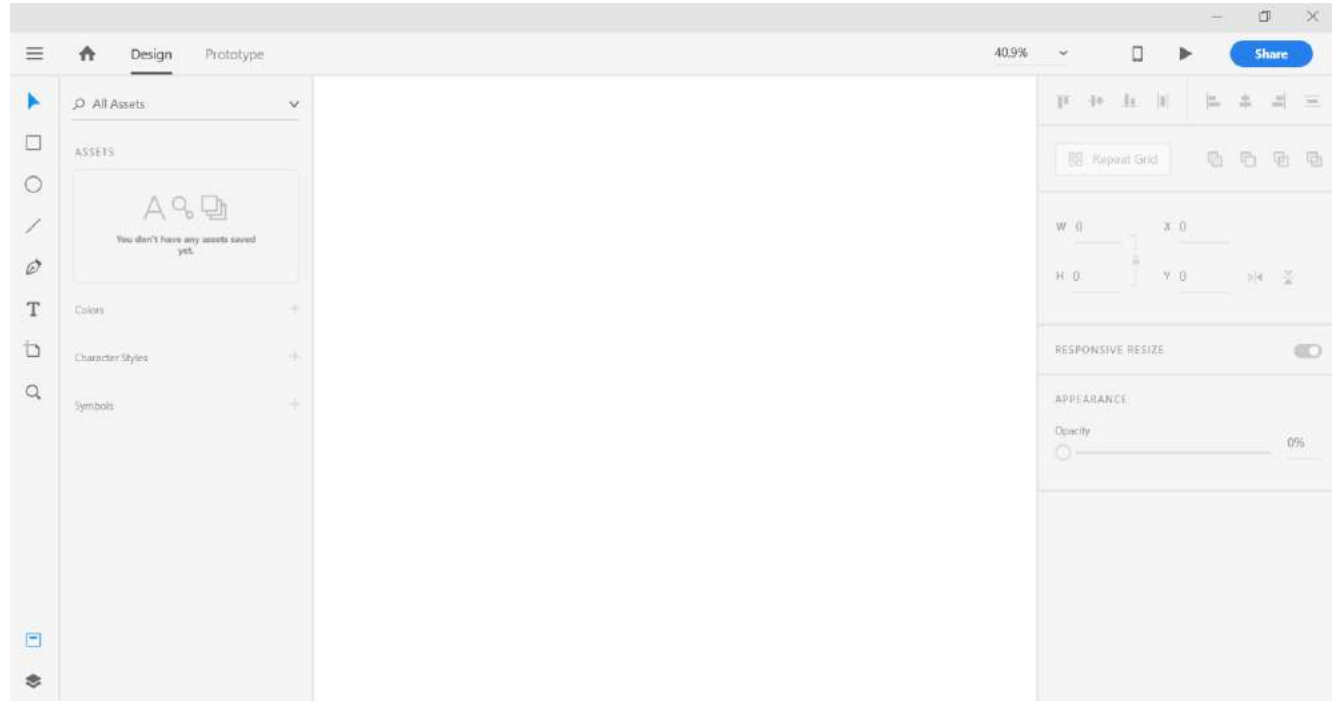 Design Prototype 40,9% Share
All Assets
ASSETS
You don't have any assets saved
yet.
Colors
Character Styles
Symbols
Repeat Grid
W 0 X 0
H 0 Y 0
RESPONSIVE RESIZE
APPEARANCE
Opacity
0%